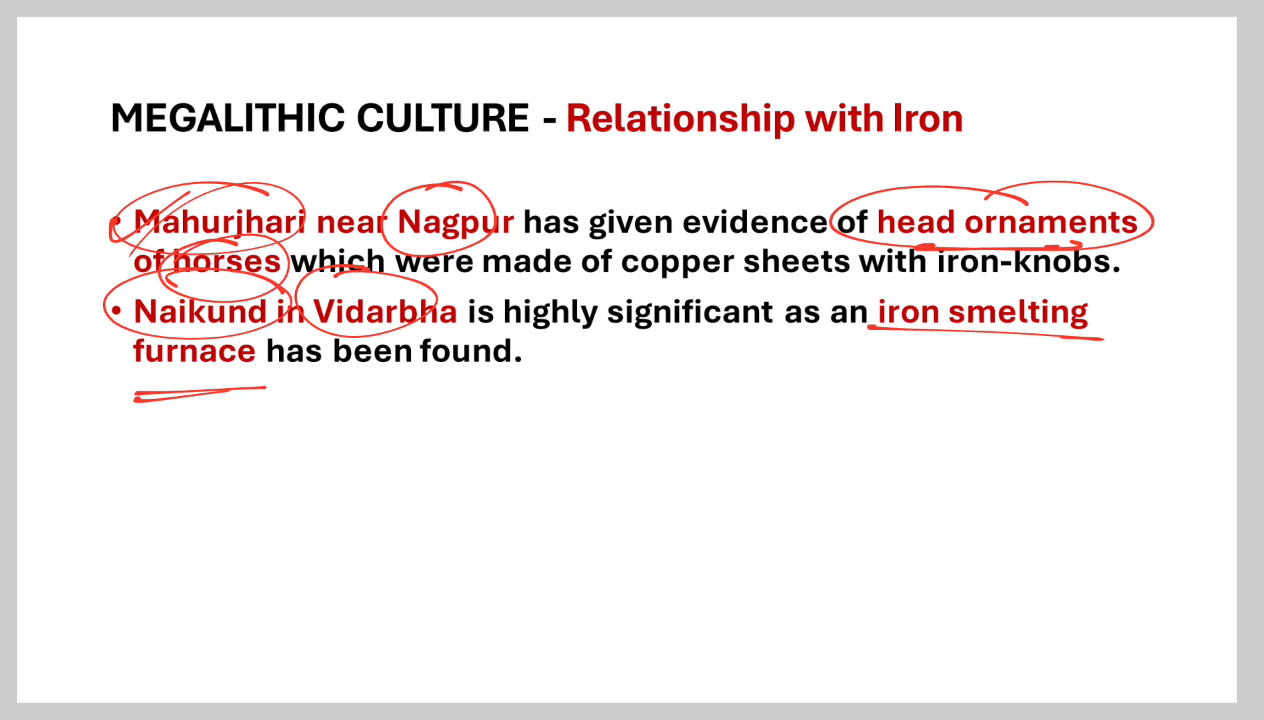 MEGALITHIC CULTURE - Relationship with Iron
• Mahurjhari near Nagpur has given evidence of head ornaments
of horses which were made of copper sheets with iron-knobs.
• Naikund in Vidarbha is highly significant as an iron smelting
furnace has been found.